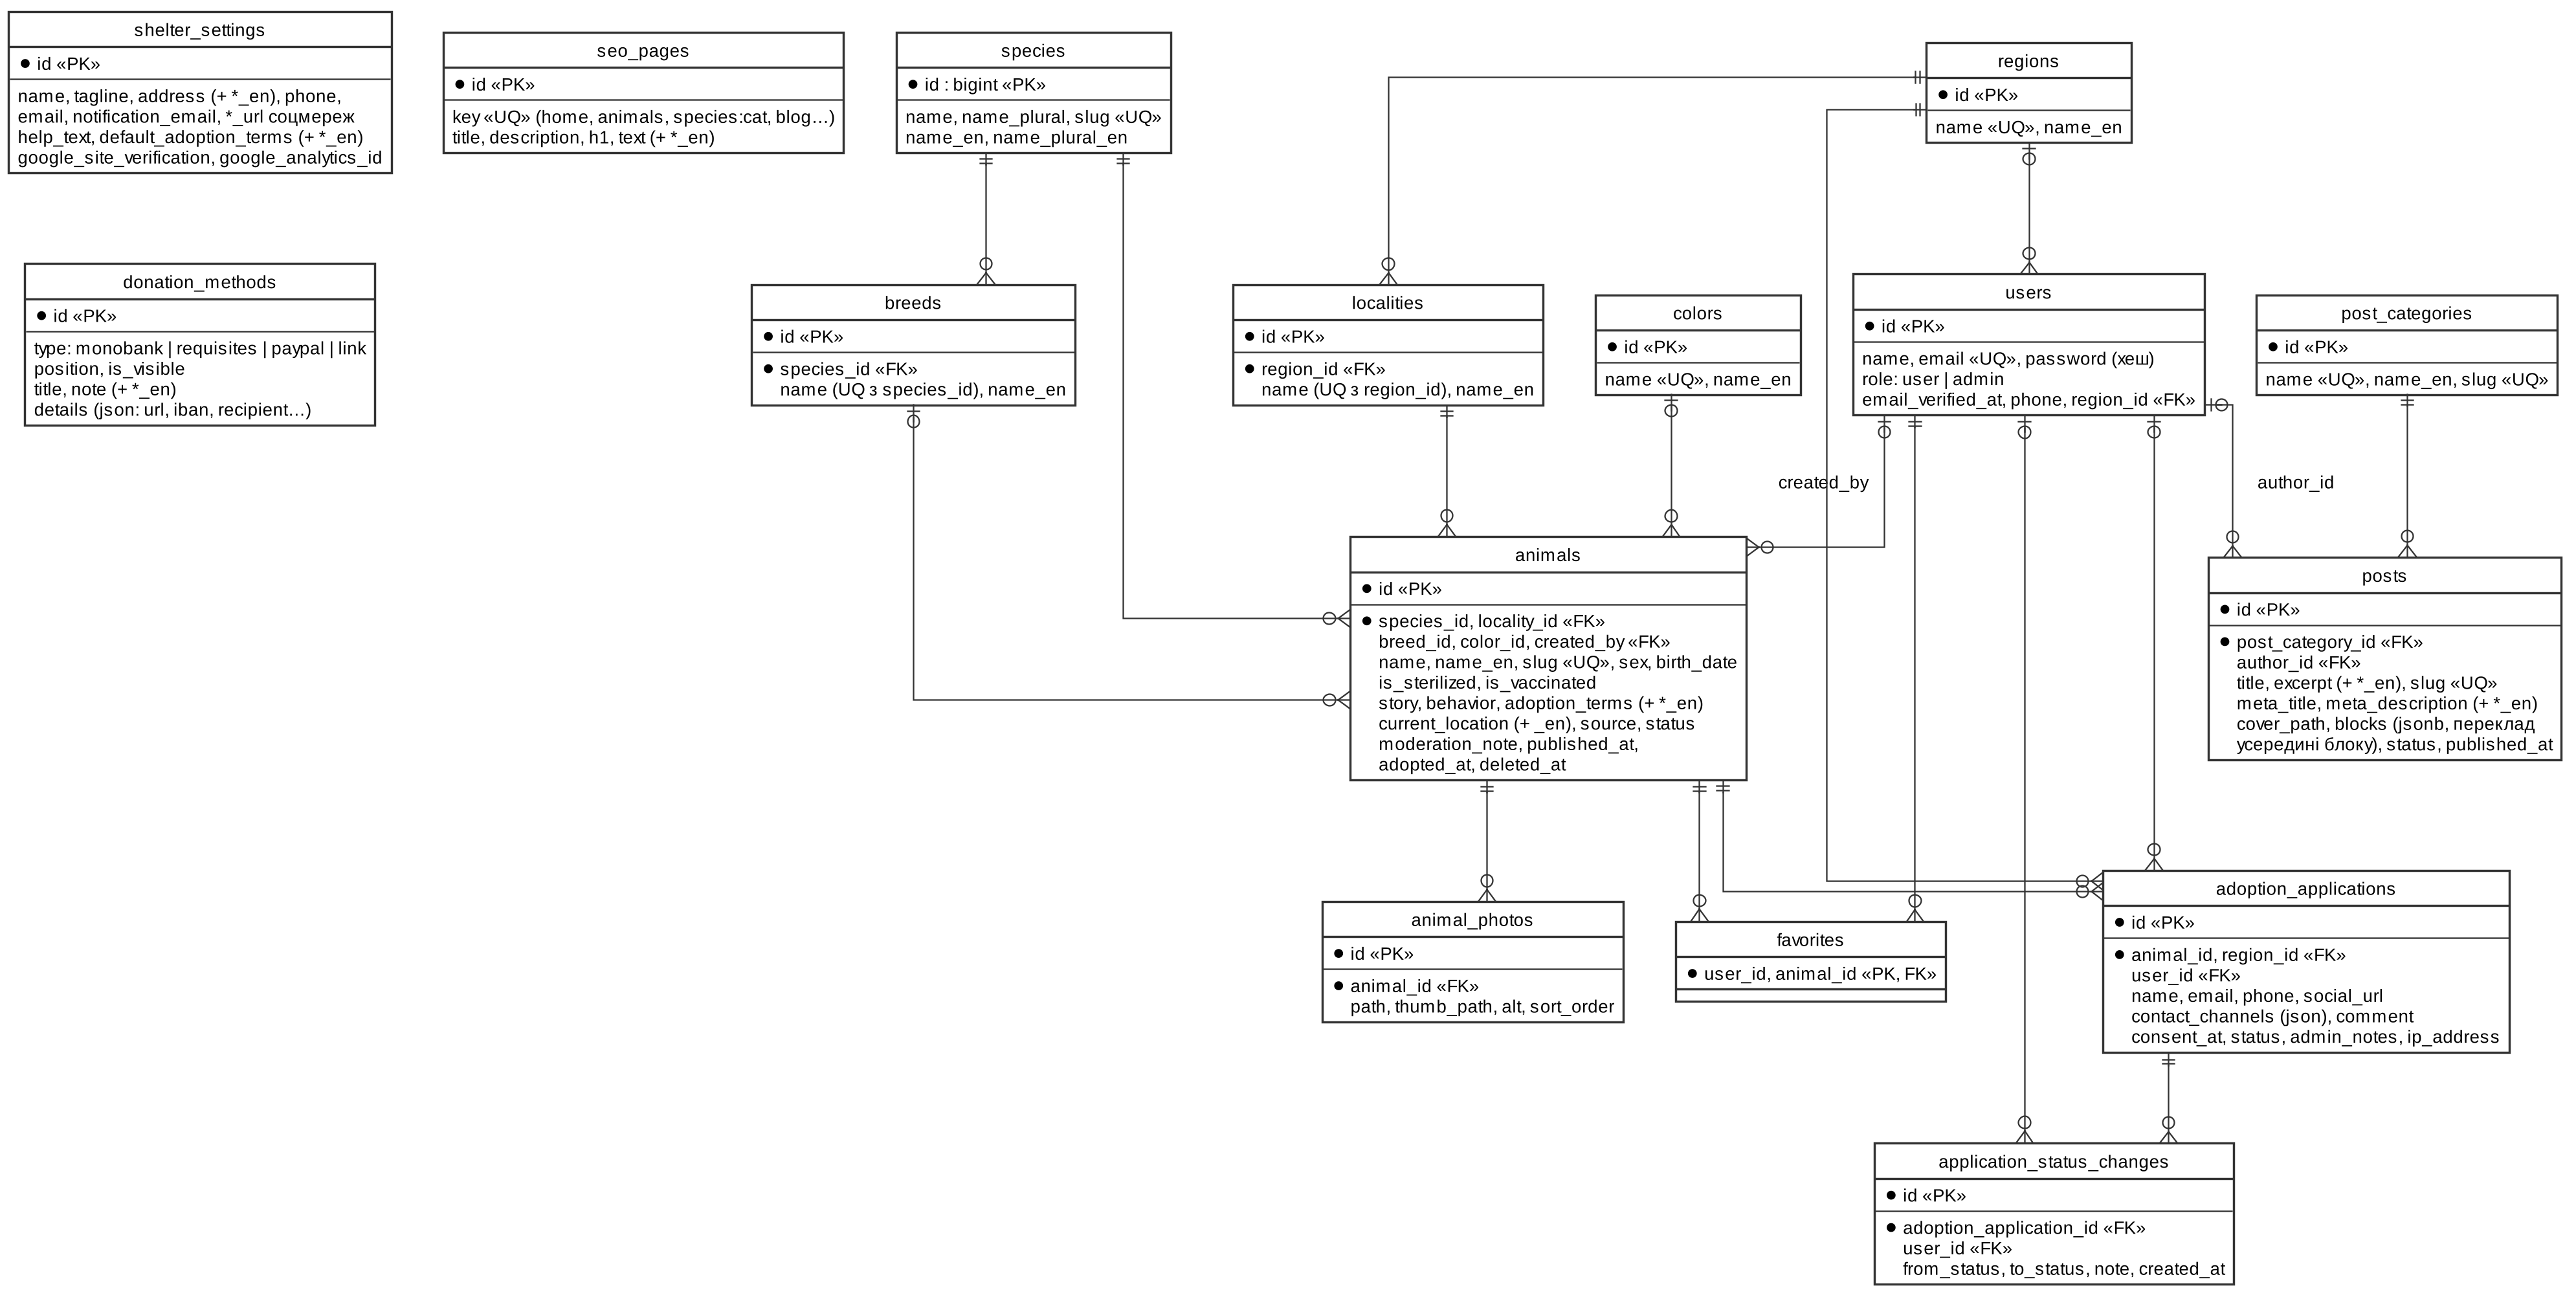 shelter_settings
id «PK»
name, tagline, address (+ *_en), phone,
email, notification_email, *_url соцмереж
help_text, default_adoption_terms (+ *_en)
google_site_verification, google_analytics_id
seo_pages
id «PK»
key «UQ» (home, animals, species:cat, blog…)
title, description, h1, text (+ *_en)
species
id : bigint «PK»
name, name_plural, slug «UQ»
name_en, name_plural_en
regions
id «PK»
name «UQ», name_en
donation_methods
id «PK»
type: monobank | requisites | paypal | link
position, is_visible
title, note (+ *_en)
details (json: url, iban, recipient…)
breeds
id «PK»
species_id «FK»
name (UQ з species_id), name_en
localities
id «PK»
region_id «FK»
name (UQ з region_id), name_en
colors
id «PK»
name «UQ», name_en
users
id «PK»
name, email «UQ», password (хеш)
role: user | admin
email_verified_at, phone, region_id «FK»
post_categories
id «PK»
name «UQ», name_en, slug «UQ»
created_by
author_id
animals
id «PK»
species_id, locality_id «FK»
breed_id, color_id, created_by «FK»
name, name_en, slug «UQ», sex, birth_date
is_sterilized, is_vaccinated
story, behavior, adoption_terms (+ *_en)
current_location (+ _en), source, status
moderation_note, published_at,
adopted_at, deleted_at
posts
id «PK»
post_category_id «FK»
author_id «FK»
title, excerpt (+ *_en), slug «UQ»
meta_title, meta_description (+ *_en)
cover_path, blocks (jsonb, переклад
усередині блоку), status, published_at
animal_photos
id «PK»
animal_id «FK»
path, thumb_path, alt, sort_order
favorites
user_id, animal_id «PK, FK»
adoption_applications
id «PK»
animal_id, region_id «FK»
user_id «FK»
name, email, phone, social_url
contact_channels (json), comment
consent_at, status, admin_notes, ip_address
application_status_changes
id «PK»
adoption_application_id «FK»
user_id «FK»
from_status, to_status, note, created_at